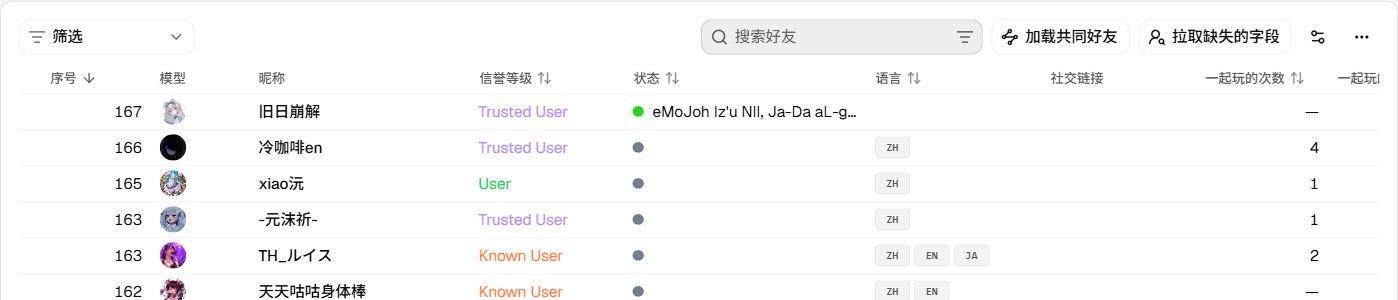 筛选 搜索好友 加载共同好友 拉取缺失的字段
序号 模型 昵称 信誉等级 状态 语言 社交链接 一起玩的次数 一起玩
167 旧日崩解 Trusted User eMoJoh Iz'u NIl, Ja-Da aL-g... —
166 冷咖啡en Trusted User ZH 4
165 xiao沅 User ZH 1
163 -元沫祈- Trusted User ZH 1
163 TH_ルイス Known User ZH EN JA 2
162 天天咕咕身体棒 Known User ZH EN —